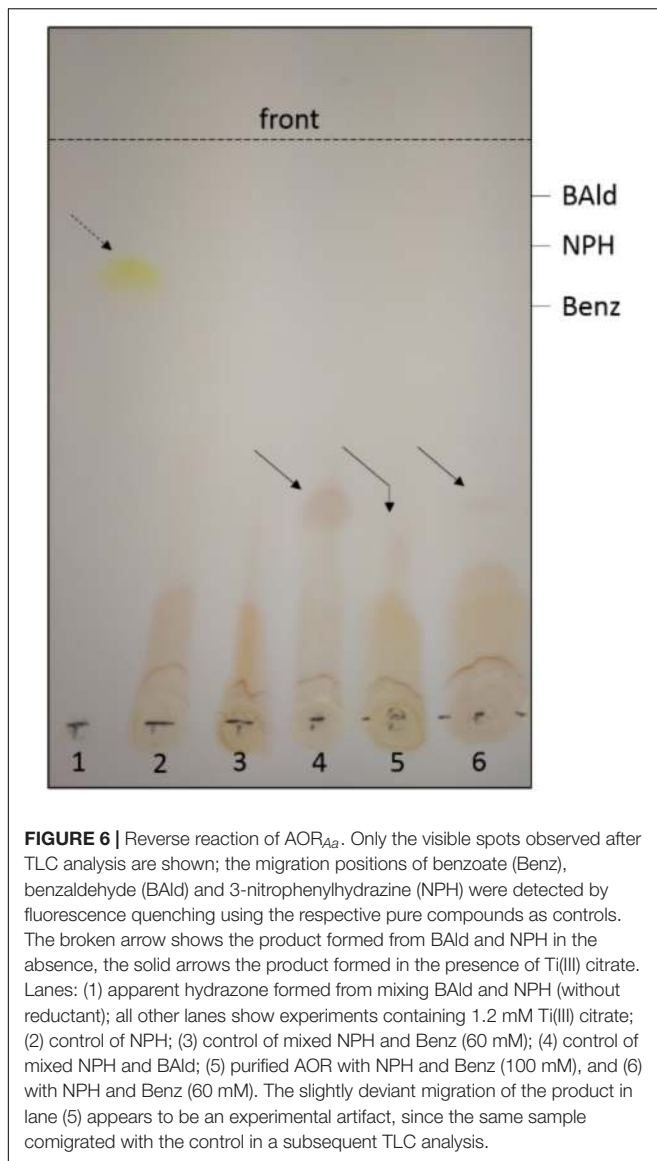 front
BAld
NPH
Benz
1 2 3 4 5 6
FIGURE 6 | Reverse reaction of AORAa. Only the visible spots observed after
TLC analysis are shown; the migration positions of benzoate (Benz),
benzaldehyde (BAld) and 3-nitrophenylhydrazine (NPH) were detected by
fluorescence quenching using the respective pure compounds as controls.
The broken arrow shows the product formed from BAld and NPH in the
absence, the solid arrows the product formed in the presence of Ti(III) citrate.
Lanes: (1) apparent hydrazone formed from mixing BAld and NPH (without
reductant); all other lanes show experiments containing 1.2 mM Ti(III) citrate;
(2) control of NPH; (3) control of mixed NPH and Benz (60 mM); (4) control of
mixed NPH and BAld; (5) purified AOR with NPH and Benz (100 mM), and (6)
with NPH and Benz (60 mM). The slightly deviant migration of the product in
lane (5) appears to be an experimental artifact, since the same sample
comigrated with the control in a subsequent TLC analysis.